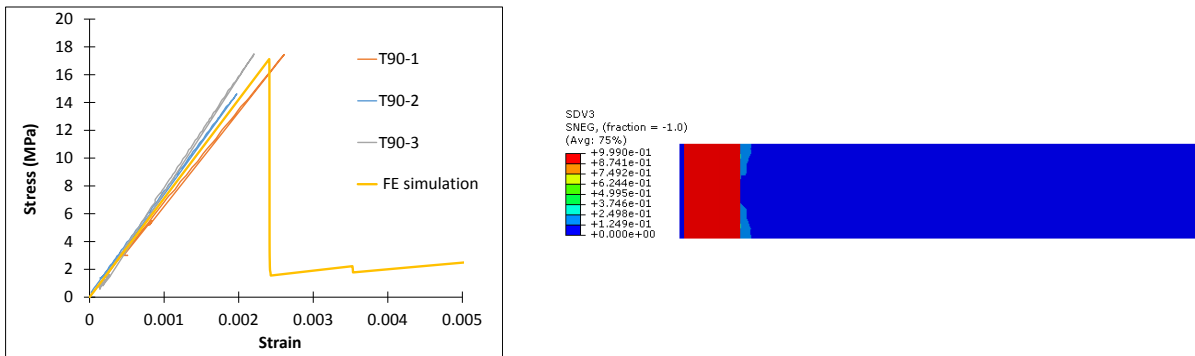 20
18
16
14
12
10
8
6
4
2
0
Stress (MPa)
0
0.001
0.002
0.003
0.004
0.005
Strain
T90-1
T90-2
T90-3
FE simulation
SDV3
SNEG, (fraction = -1.0)
(Avg: 75%)
+9.990e-01
+8.741e-01
+7.492e-01
+6.244e-01
+4.995e-01
+3.746e-01
+2.498e-01
+1.249e-01
+0.000e+00